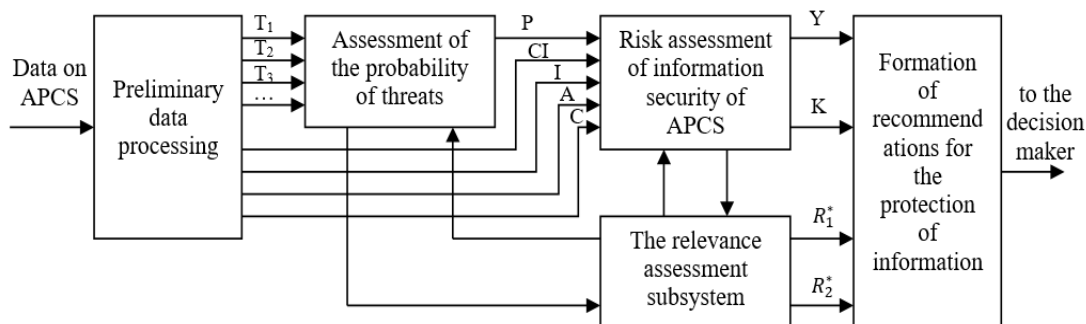 Data on
APCS
Preliminary
data
processing
T₁
T₂
T₃
…
Assessment of
the probability
of threats
P
CI
I
A
C
Risk assessment
of information
security of
APCS
Y
K
The relevance
assessment
subsystem
R₁*
R₂*
Formation
of
recommend
ations for
the
protection
of
information
to the
decision
maker